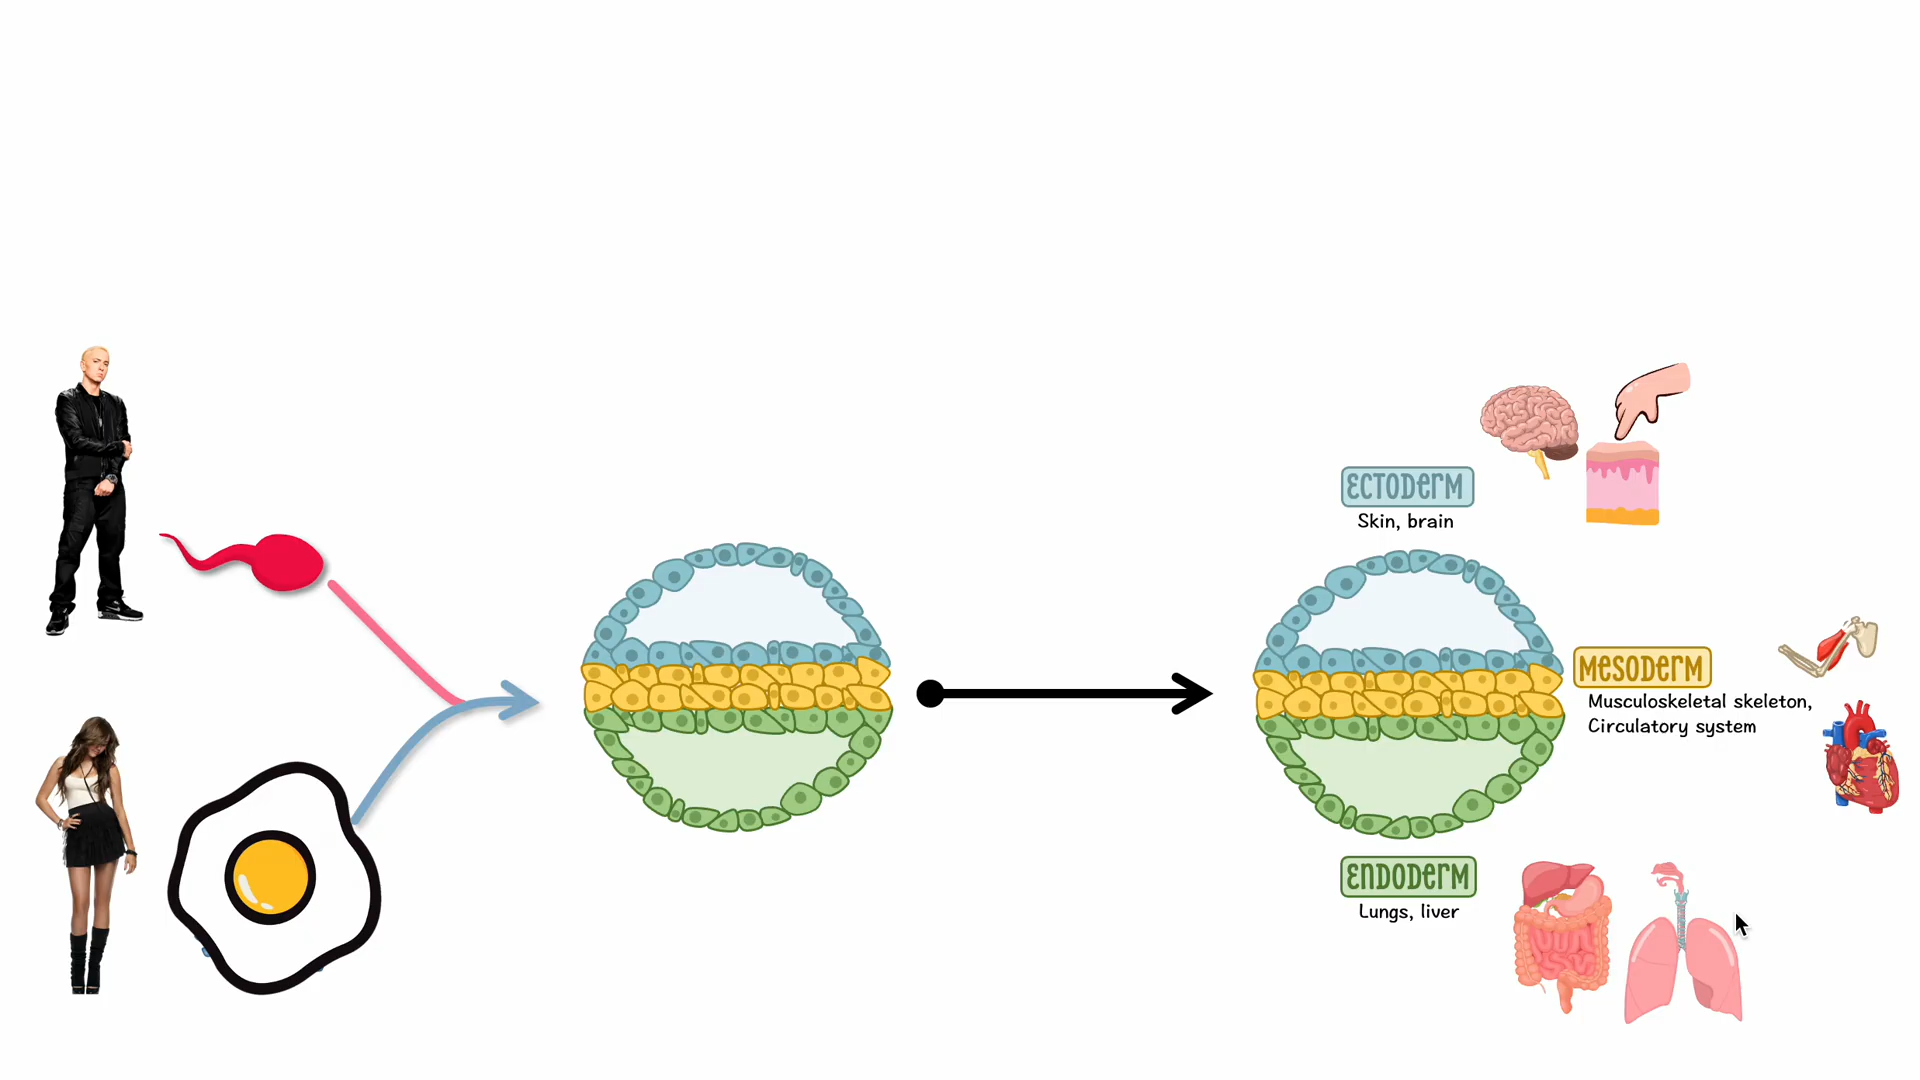 ECTODERM
Skin, brain
MESODERM
Musculoskeletal skeleton,
Circulatory system
ENDODERM
Lungs, liver